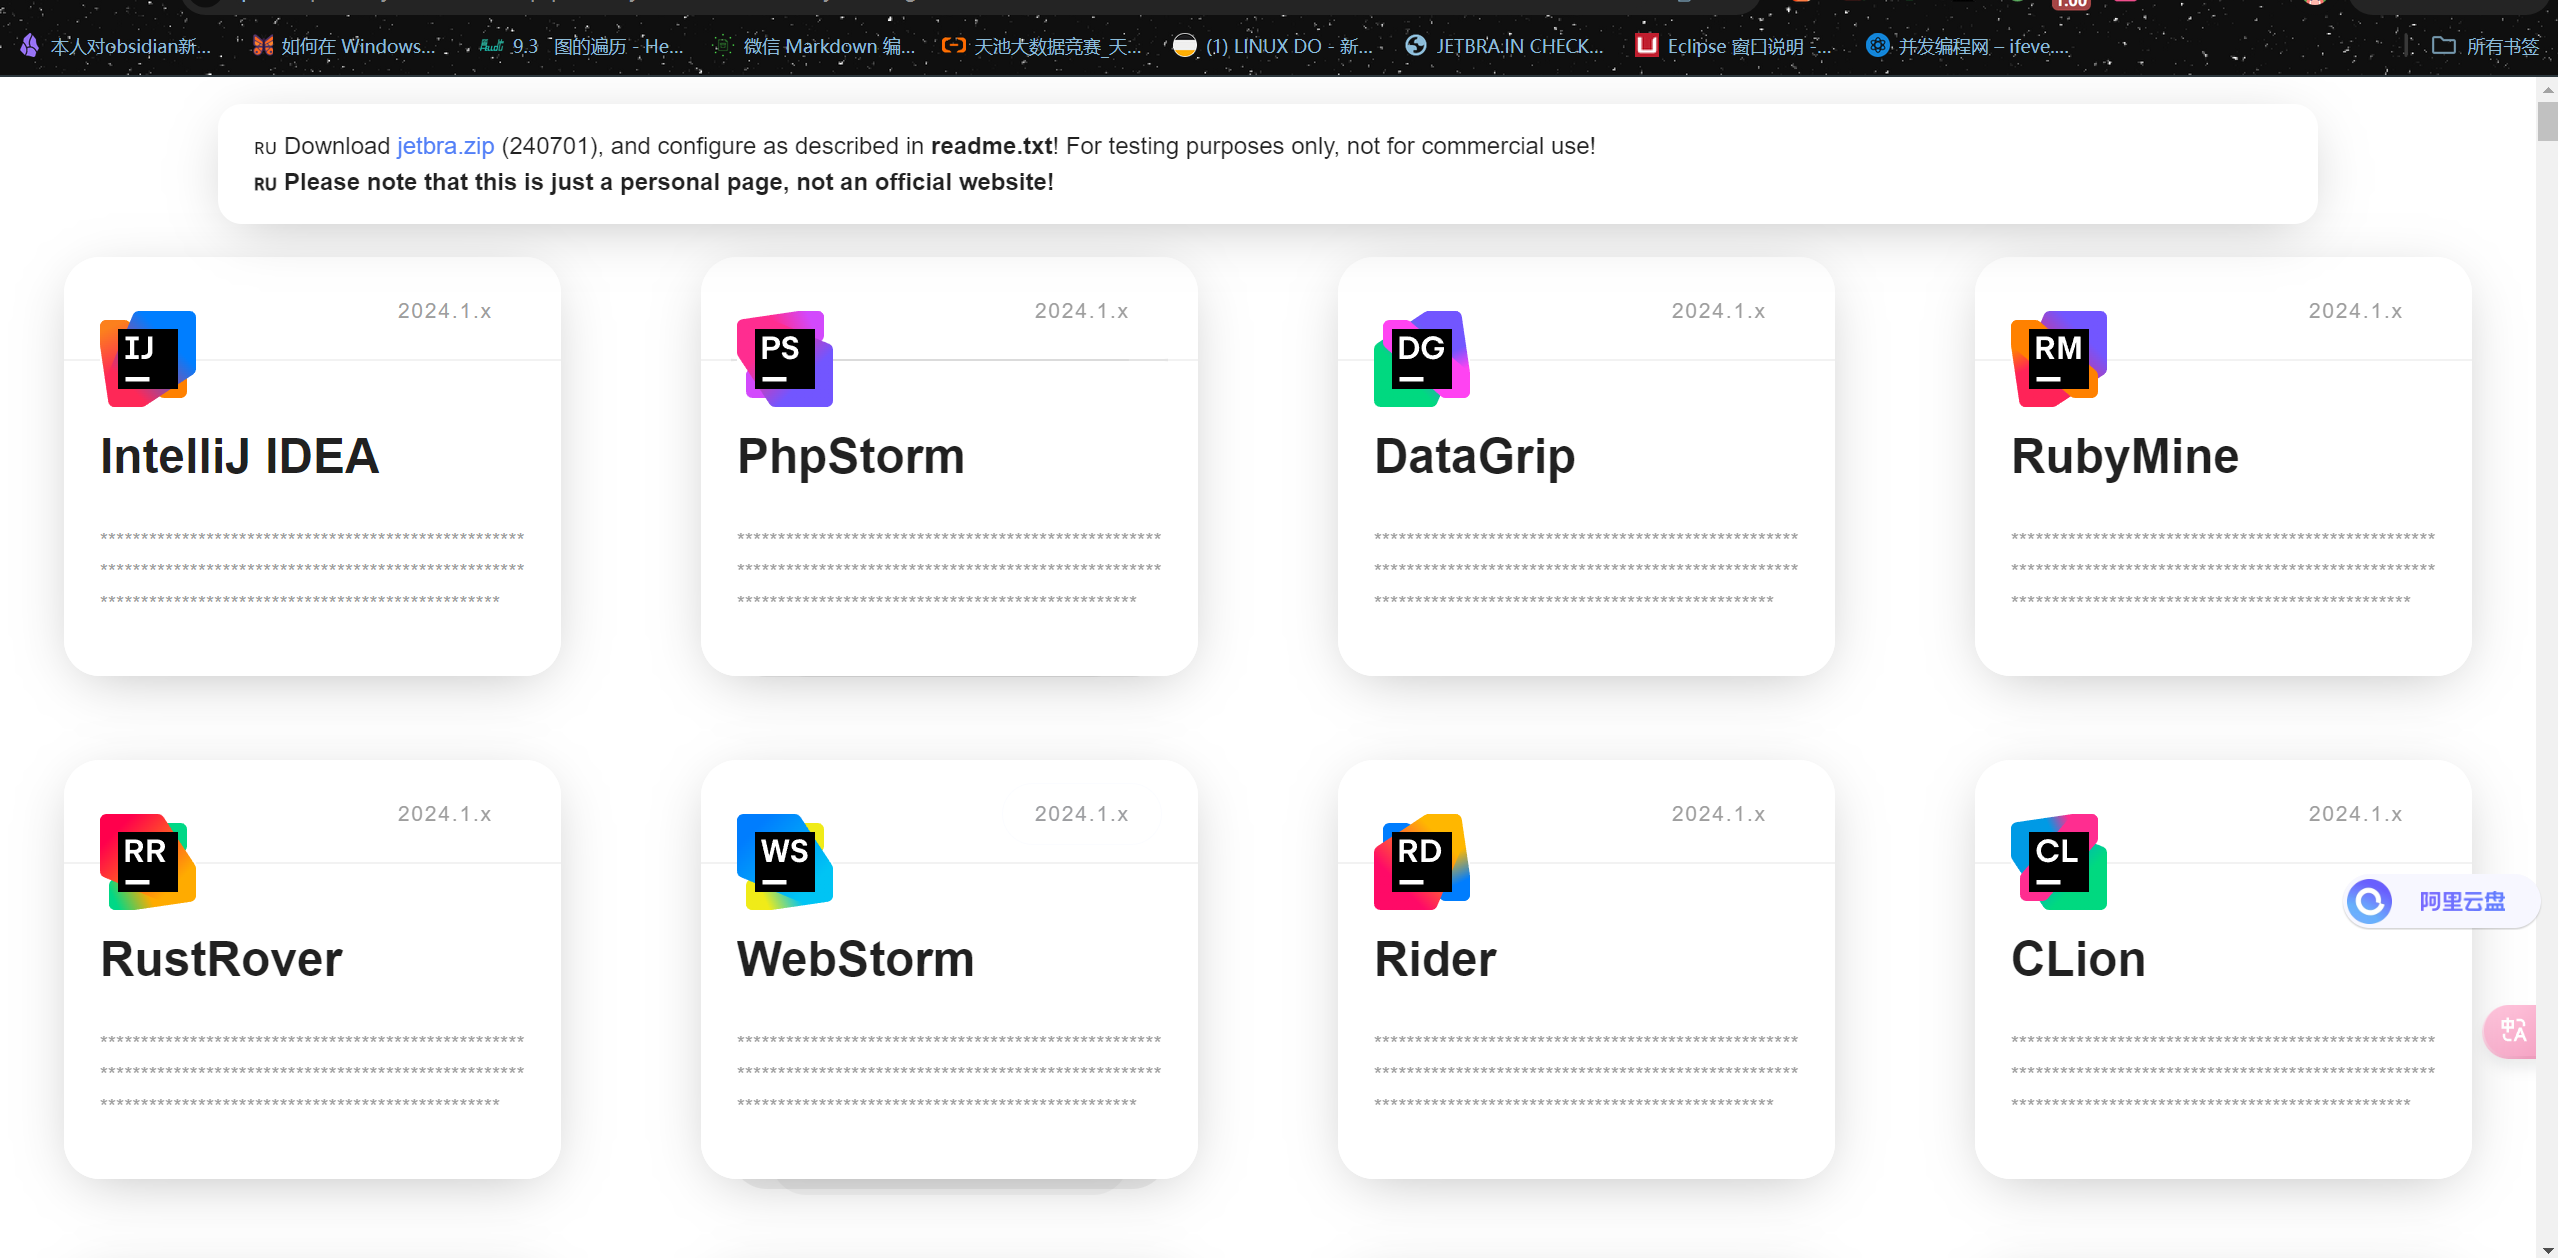 1.00
本人对obsidian新... 如何在 Windows... 9.3 图的遍历 - He... 微信 Markdown 编... 天池大数据竞赛_天... (1) LINUX DO - 新... JETBRA.IN CHECK... Eclipse 窗口说明 -... 并发编程网 – ifeve.... 所有书签
RU Download jetbra.zip (240701), and configure as described in readme.txt! For testing purposes only, not for commercial use!
RU Please note that this is just a personal page, not an official website!
2024.1.x 2024.1.x 2024.1.x 2024.1.x
IJ PS DG RM
IntelliJ IDEA PhpStorm DataGrip RubyMine
2024.1.x 2024.1.x 2024.1.x 2024.1.x
RR WS RD CL
阿里云盘
RustRover WebStorm Rider CLion
中A